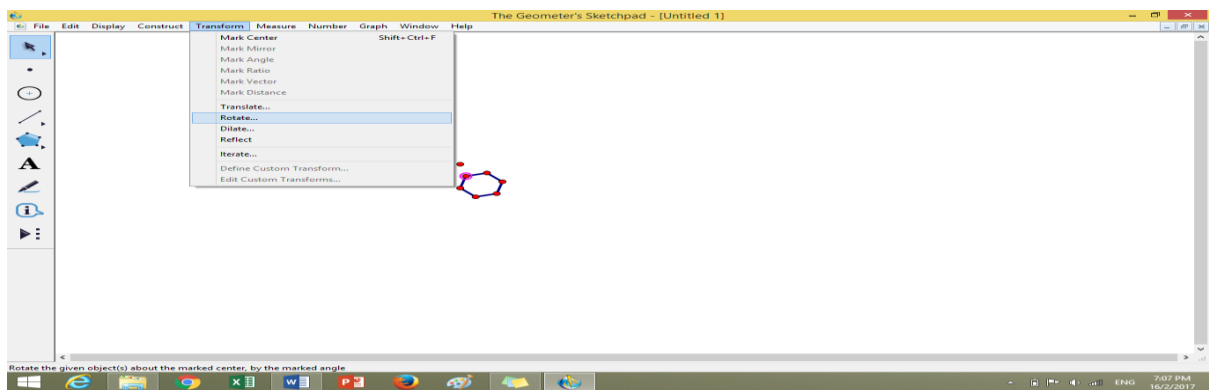 The Geometer's Sketchpad - [Untitled 1]
File Edit Display Construct Transform Measure Number Graph Window Help
Mark Center Shift+Ctrl+F
Mark Mirror
Mark Angle
Mark Ratio
Mark Vector
Mark Distance
Translate...
Rotate...
Dilate...
Reflect
Iterate...
Define Custom Transform...
Edit Custom Transforms...
A
Rotate the given object(s) about the marked center, by the marked angle
ENG
7:07 PM
16/2/2017